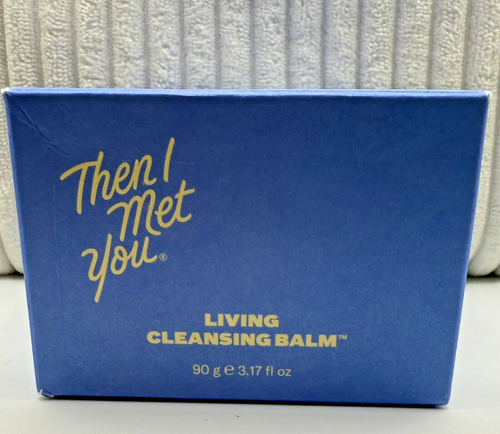 Then I
Met
You®
LIVING
CLEANSING BALM™
90 g ℮ 3.17 fl oz